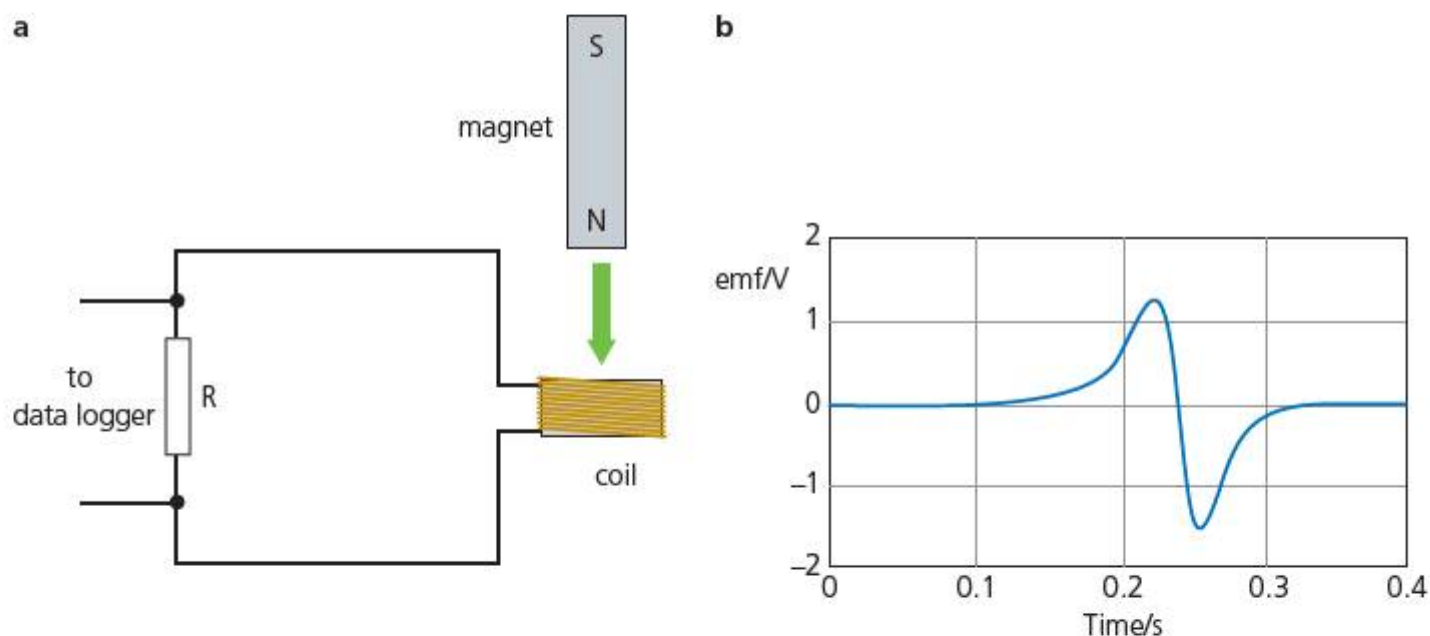 a
S
magnet
N
to
data logger
R
coil
b
2
emf/V
1
0
–1
–2
0 0.1 0.2 0.3 0.4
Time/s